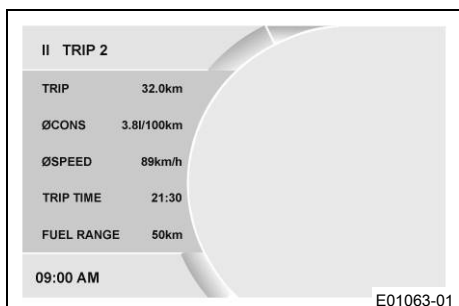 II TRIP 2
TRIP 32.0km
ØCONS 3.8l/100km
ØSPEED 89km/h
TRIP TIME 21:30
FUEL RANGE 50km
09:00 AM
E01063-01